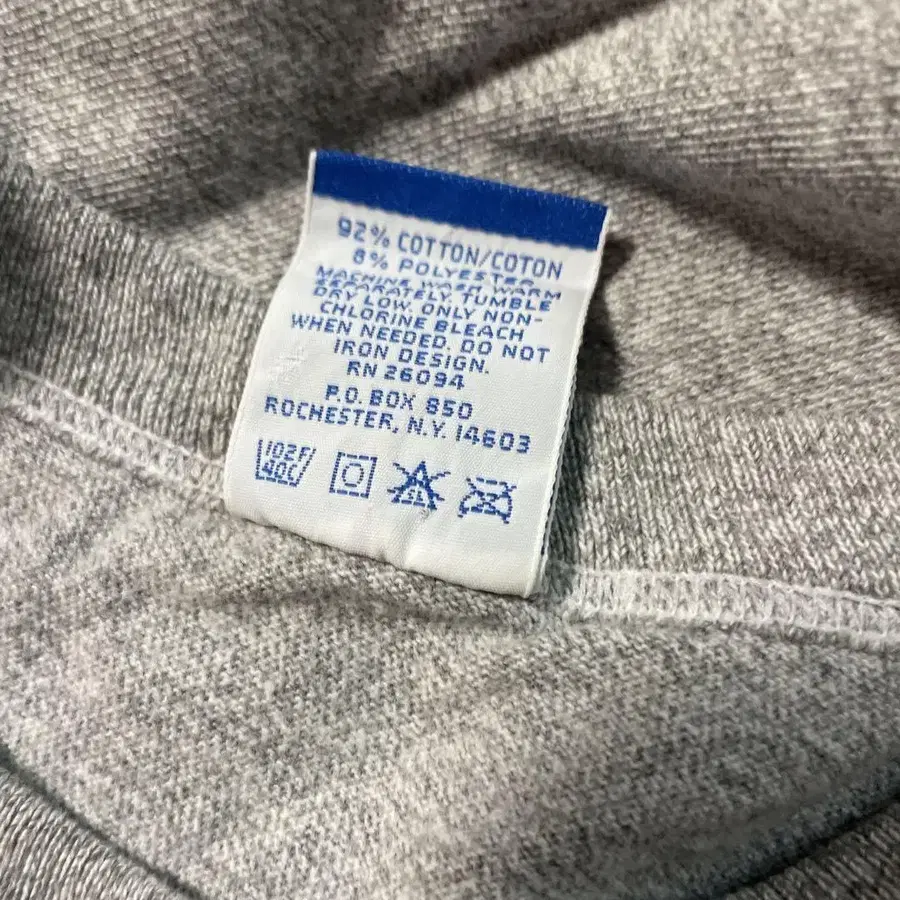 92% COTTON/COTON
8% POLYESTER
MACHINE WASH WARM
SEPARATELY. TUMBLE
DRY LOW. ONLY NON-
CHLORINE BLEACH
WHEN NEEDED. DO NOT
IRON DESIGN.
RN 26094
P.O. BOX 850
ROCHESTER, N.Y. 14603
102F
40C
CL